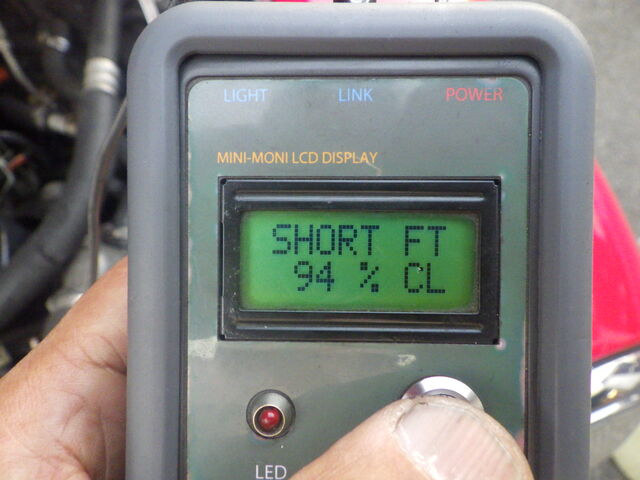 LIGHT LINK POWER
MINI-MONI LCD DISPLAY
SHORT FT
94 % CL
LED